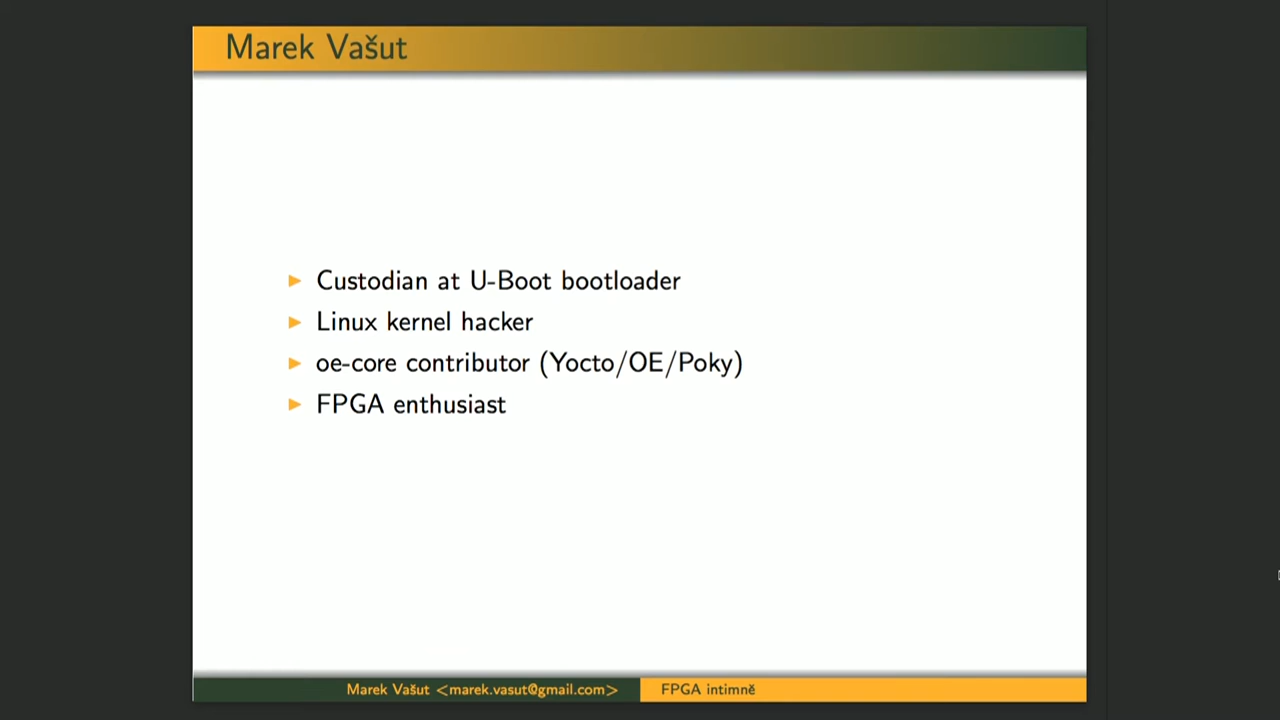 Marek Vašut
Custodian at U-Boot bootloader
Linux kernel hacker
oe-core contributor (Yocto/OE/Poky)
FPGA enthusiast
Marek Vašut <marek.vasut@gmail.com>
FPGA intimně